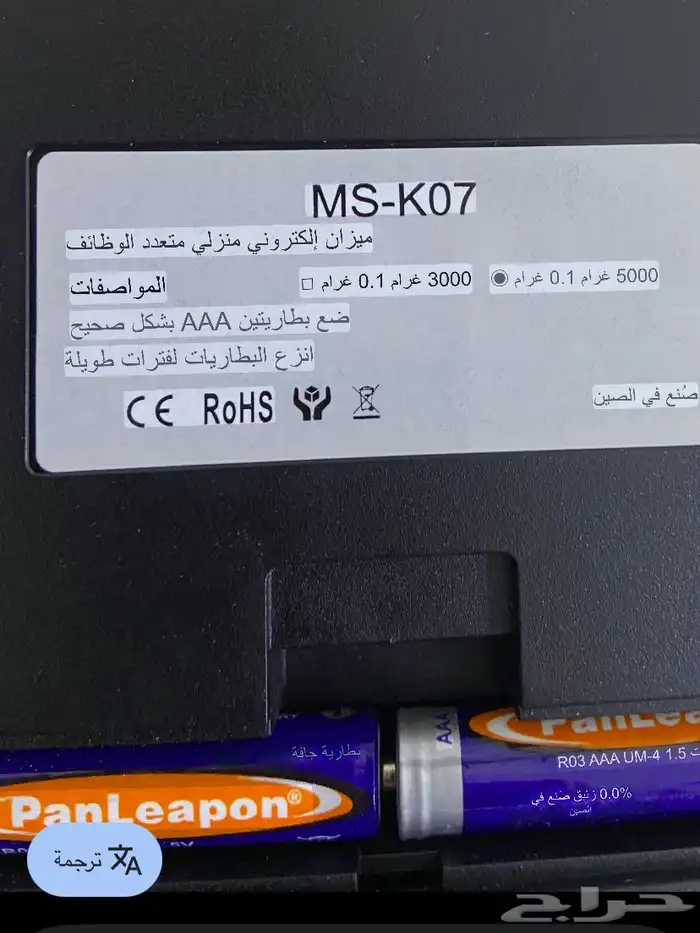 MS-K07
ميزان إلكتروني منزلي متعدد الوظائف
المواصفات
3000 غرام 0.1 غرام
5000 غرام 0.1 غرام
ضع بطاريتين AAA بشكل صحيح
انزع البطاريات لفترات طويلة
CE RoHS
صُنع في الصين
بطارية جافة
PanLeapon®
AAA
PanLeapo
R03 AAA UM-4 1.5
0.0% زئبق صنع في
الصين
ترجمة
حراج